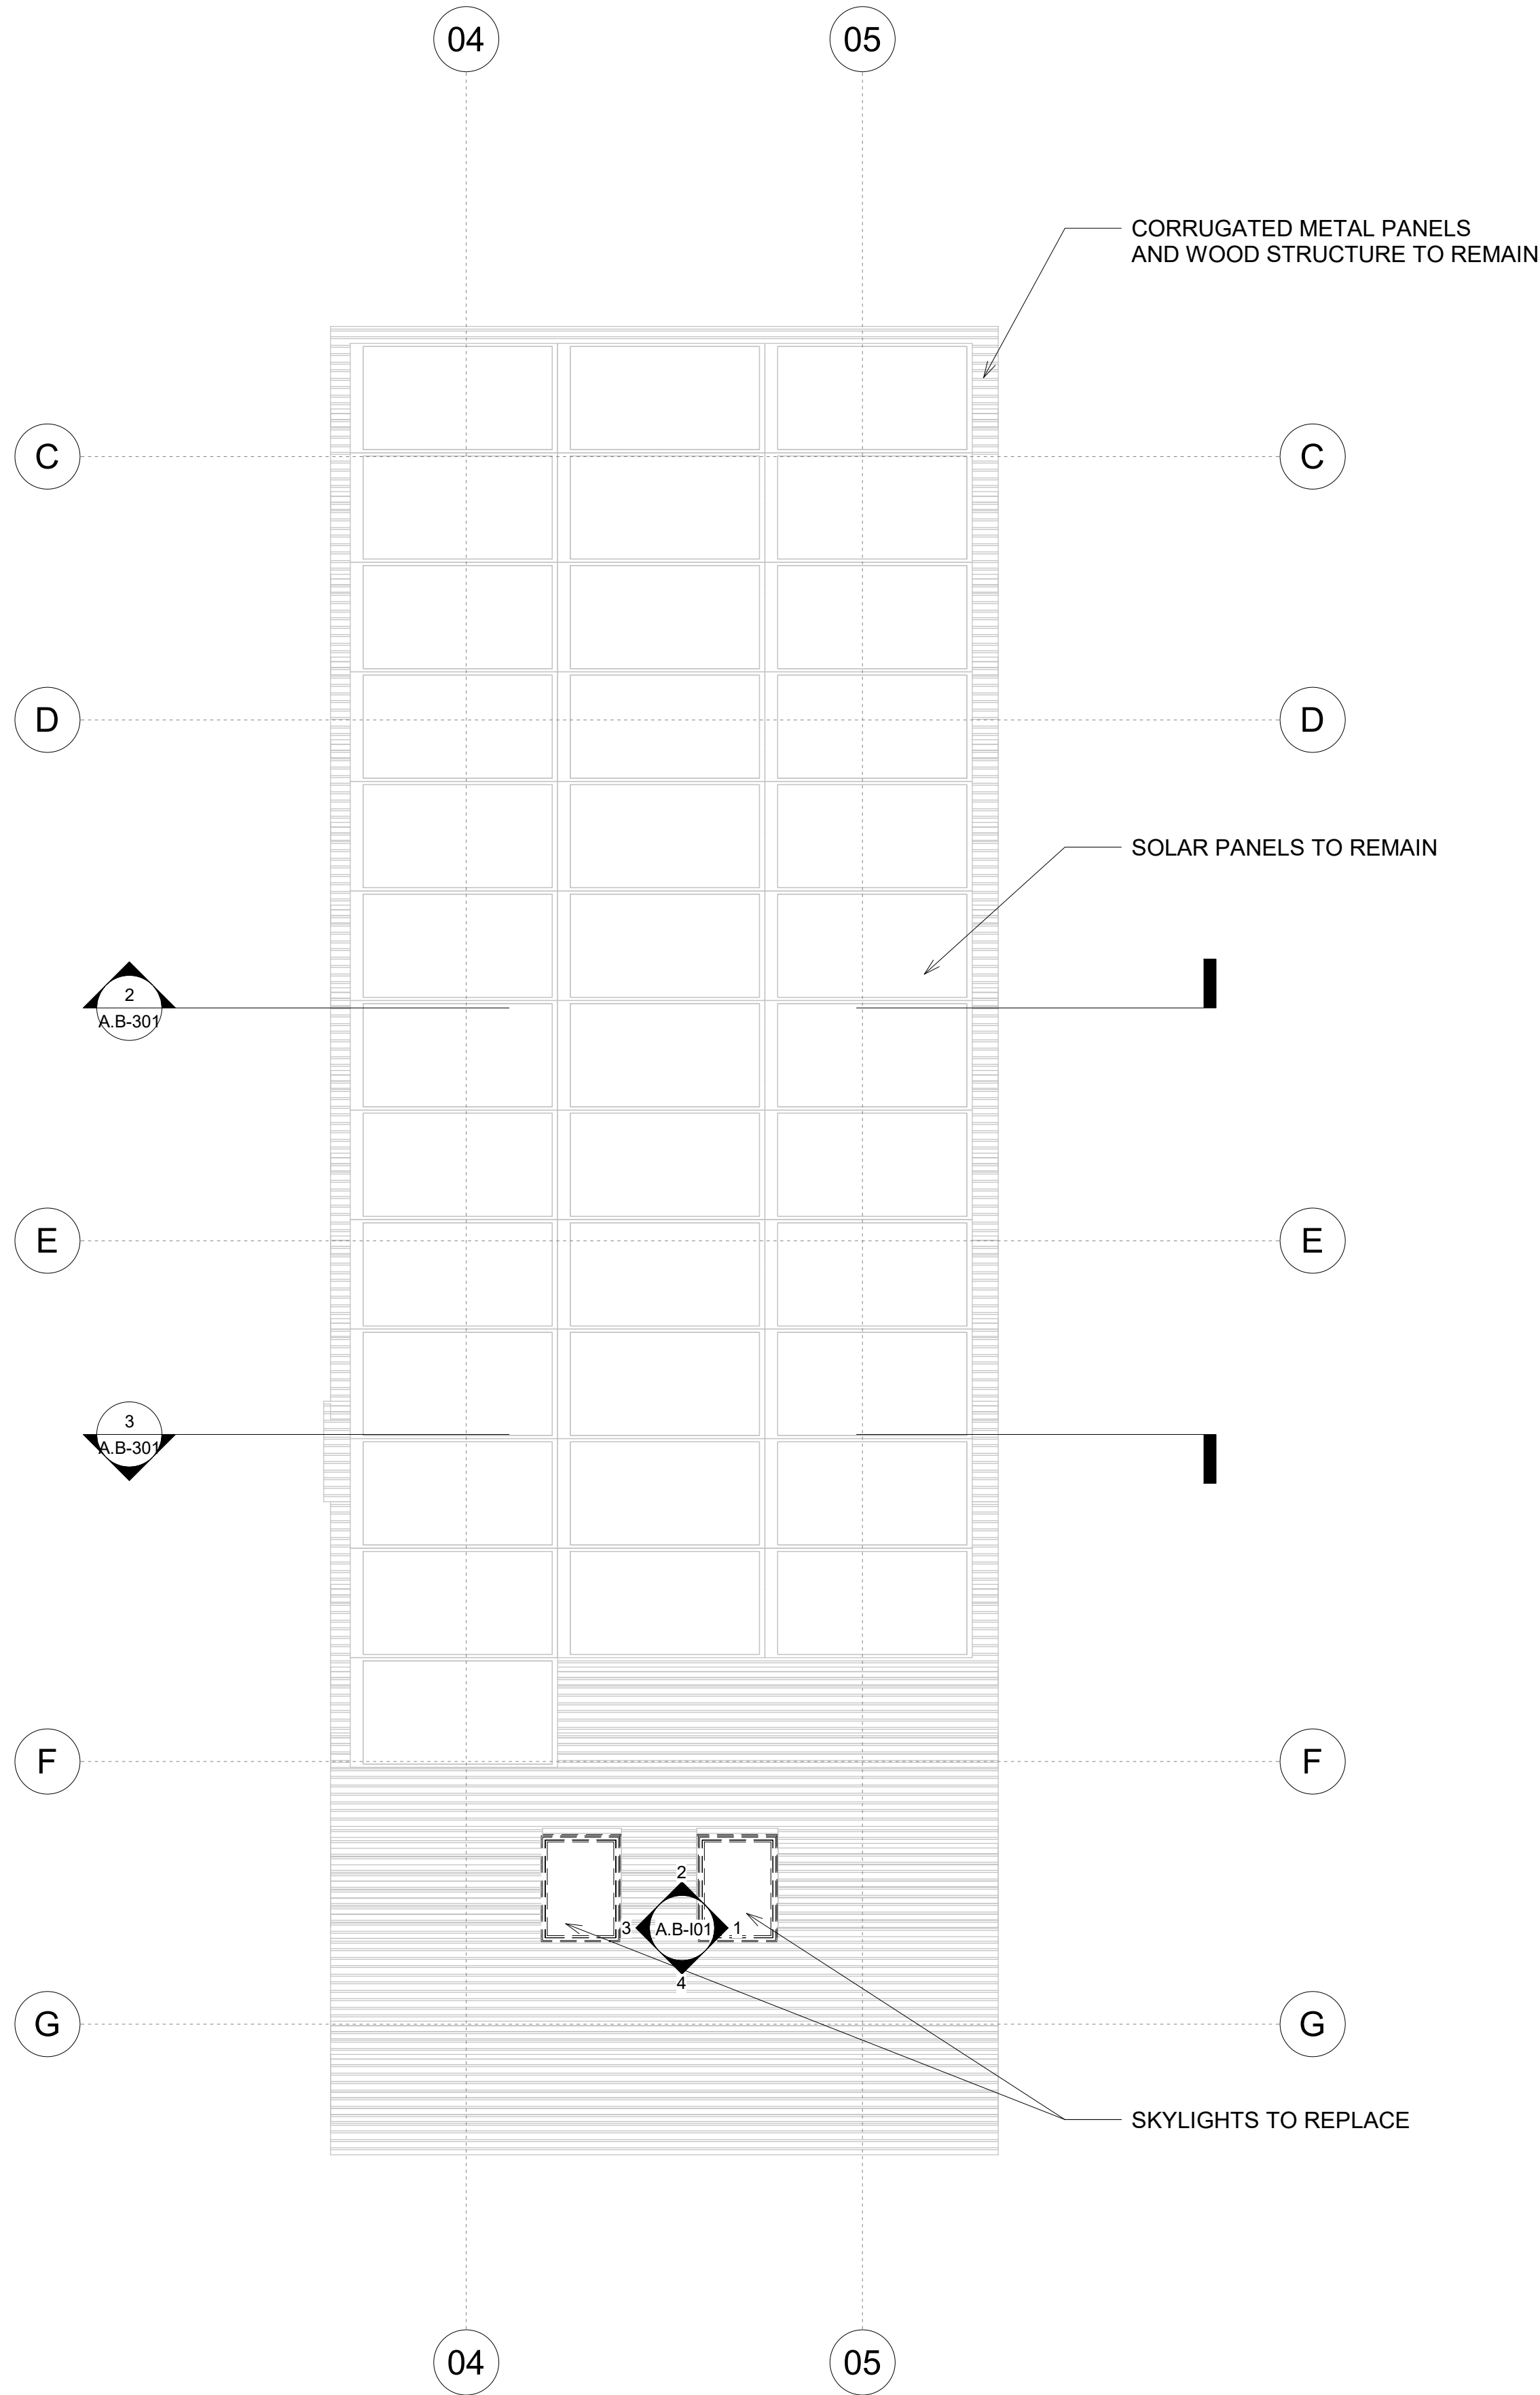 04
05
CORRUGATED METAL PANELS
AND WOOD STRUCTURE TO REMAIN
C
C
D
D
SOLAR PANELS TO REMAIN
2
A.B-301
E
E
3
A.B-301
F
F
2
3
A.B-I01
1
4
G
G
SKYLIGHTS TO REPLACE
04
05